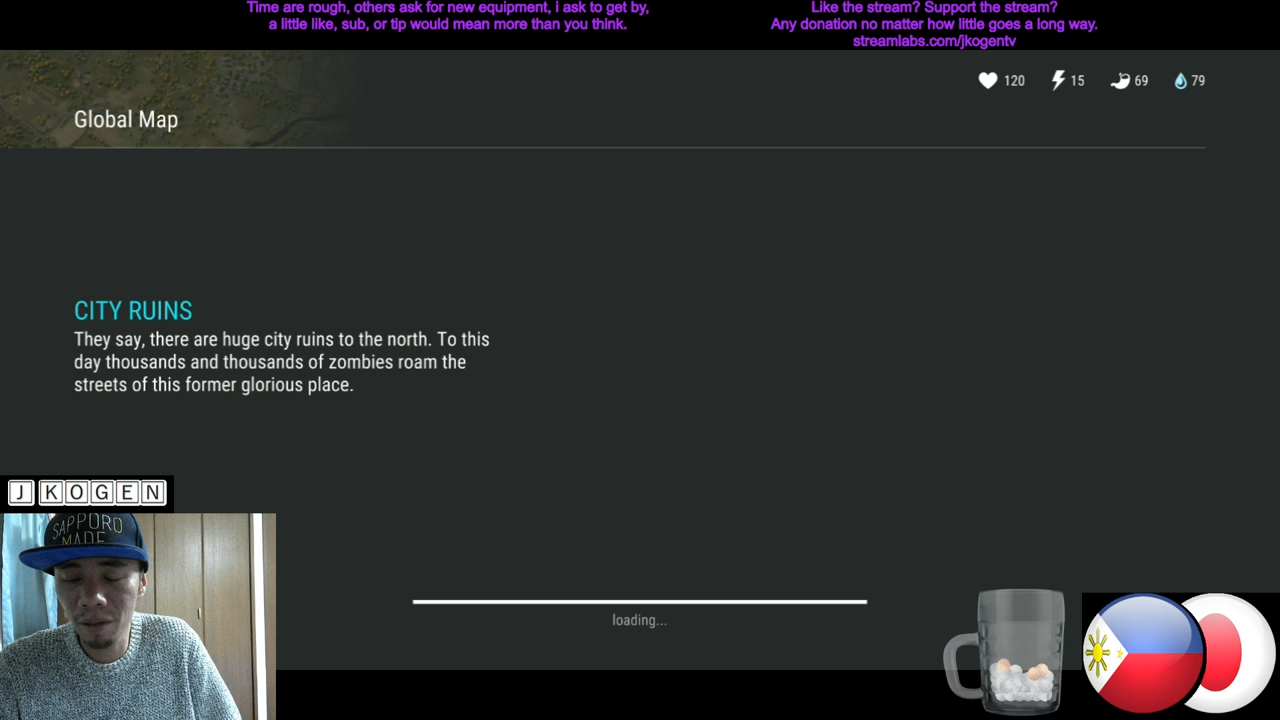 Time are rough, others ask for new equipment, i ask to get by,
a little like, sub, or tip would mean more than you think.
Like the stream? Support the stream?
Any donation no matter how little goes a long way.
streamlabs.com/jkogentv
120
15
69
79
Global Map
CITY RUINS
They say, there are huge city ruins to the north. To this
day thousands and thousands of zombies roam the
streets of this former glorious place.
J KOGEN
SAPPORO
MADE
loading...